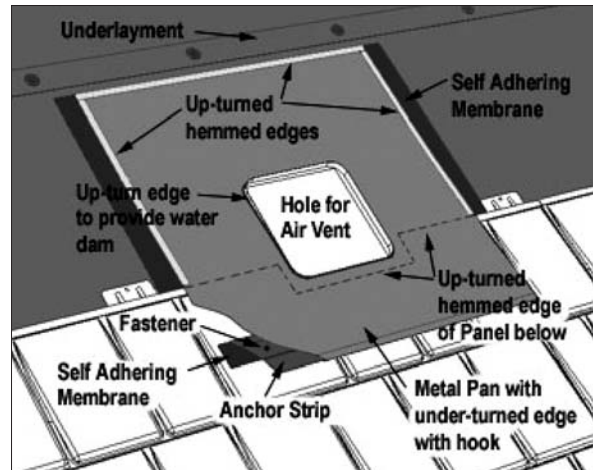 Underlayment
Self Adhering
Membrane
Up-turned
hemmed edges
Up-turn edge
to provide water
dam
Hole for
Air Vent
Up-turned
hemmed edge
of Panel below
Fastener
Self Adhering
Membrane
Anchor Strip
Metal Pan with
under-turned edge
with hook